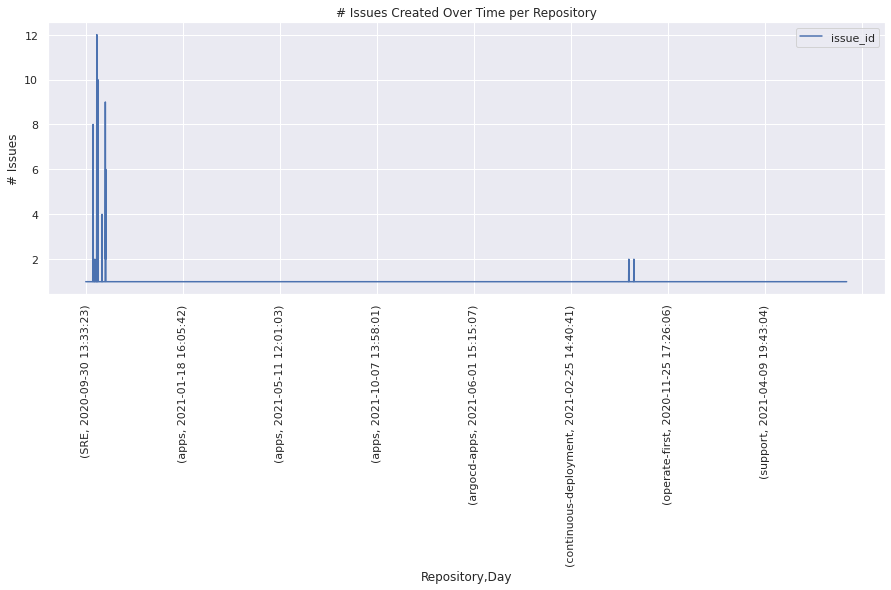 # Issues Created Over Time per Repository
issue_id
12
10
8
6
4
2
# Issues
(SRE, 2020-09-30 13:33:23)
(apps, 2021-01-18 16:05:42)
(apps, 2021-05-11 12:01:03)
(apps, 2021-10-07 13:58:01)
(argocd-apps, 2021-06-01 15:15:07)
(continuous-deployment, 2021-02-25 14:40:41)
(operate-first, 2020-11-25 17:26:06)
(support, 2021-04-09 19:43:04)
Repository,Day